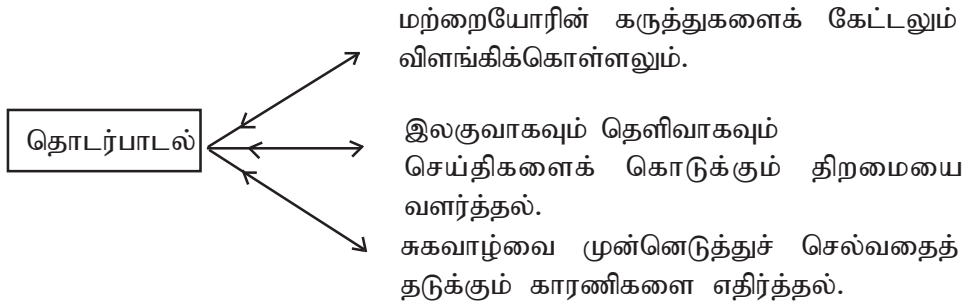 மற்றையோரின் கருத்துகளைக் கேட்டலும்
விளங்கிக்கொள்ளலும்.
தொடர்பாடல்
இலகுவாகவும் தெளிவாகவும்
செய்திகளைக் கொடுக்கும் திறமையை
வளர்த்தல்.
சுகவாழ்வை முன்னெடுத்துச் செல்வதைத்
தடுக்கும் காரணிகளை எதிர்த்தல்.